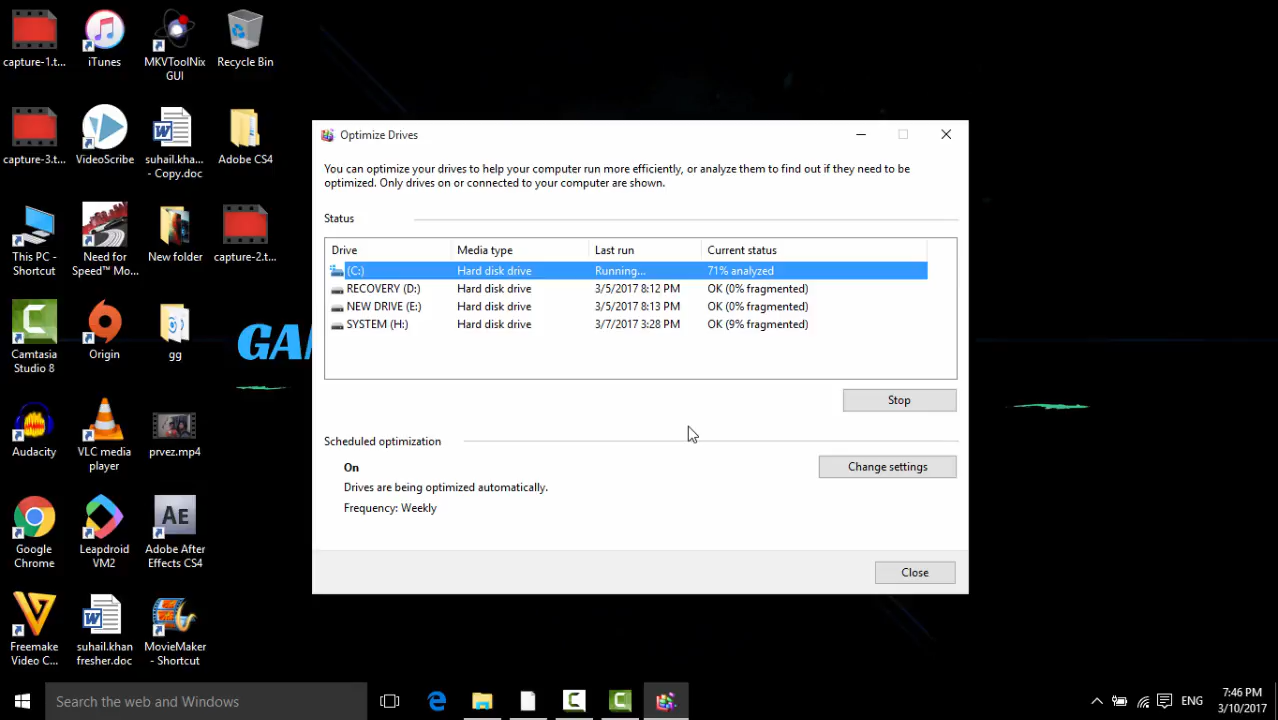 capture-1.t...
iTunes
MKVToolNix
GUI
Recycle Bin
capture-3.t...
VideoScribe
suhail.kha...
- Copy.doc
Adobe CS4
This PC -
Shortcut
Need for
Speed™ Mo...
New folder
capture-2.t...
Camtasia
Studio 8
Origin
gg
Audacity
VLC media
player
prvez.mp4
Google
Chrome
Leapdroid
VM2
AE
Adobe After
Effects CS4
Freemake
Video C...
suhail.khan
fresher.doc
MovieMaker
- Shortcut
GA
Optimize Drives
You can optimize your drives to help your computer run more efficiently, or analyze them to find out if they need to be
optimized. Only drives on or connected to your computer are shown.
Status
Drive Media type Last run Current status
(C:) Hard disk drive Running... 71% analyzed
RECOVERY (D:) Hard disk drive 3/5/2017 8:12 PM OK (0% fragmented)
NEW DRIVE (E:) Hard disk drive 3/5/2017 8:13 PM OK (0% fragmented)
SYSTEM (H:) Hard disk drive 3/7/2017 3:28 PM OK (9% fragmented)
Stop
Scheduled optimization
On
Change settings
Drives are being optimized automatically.
Frequency: Weekly
Close
Search the web and Windows
ENG
7:46 PM
3/10/2017